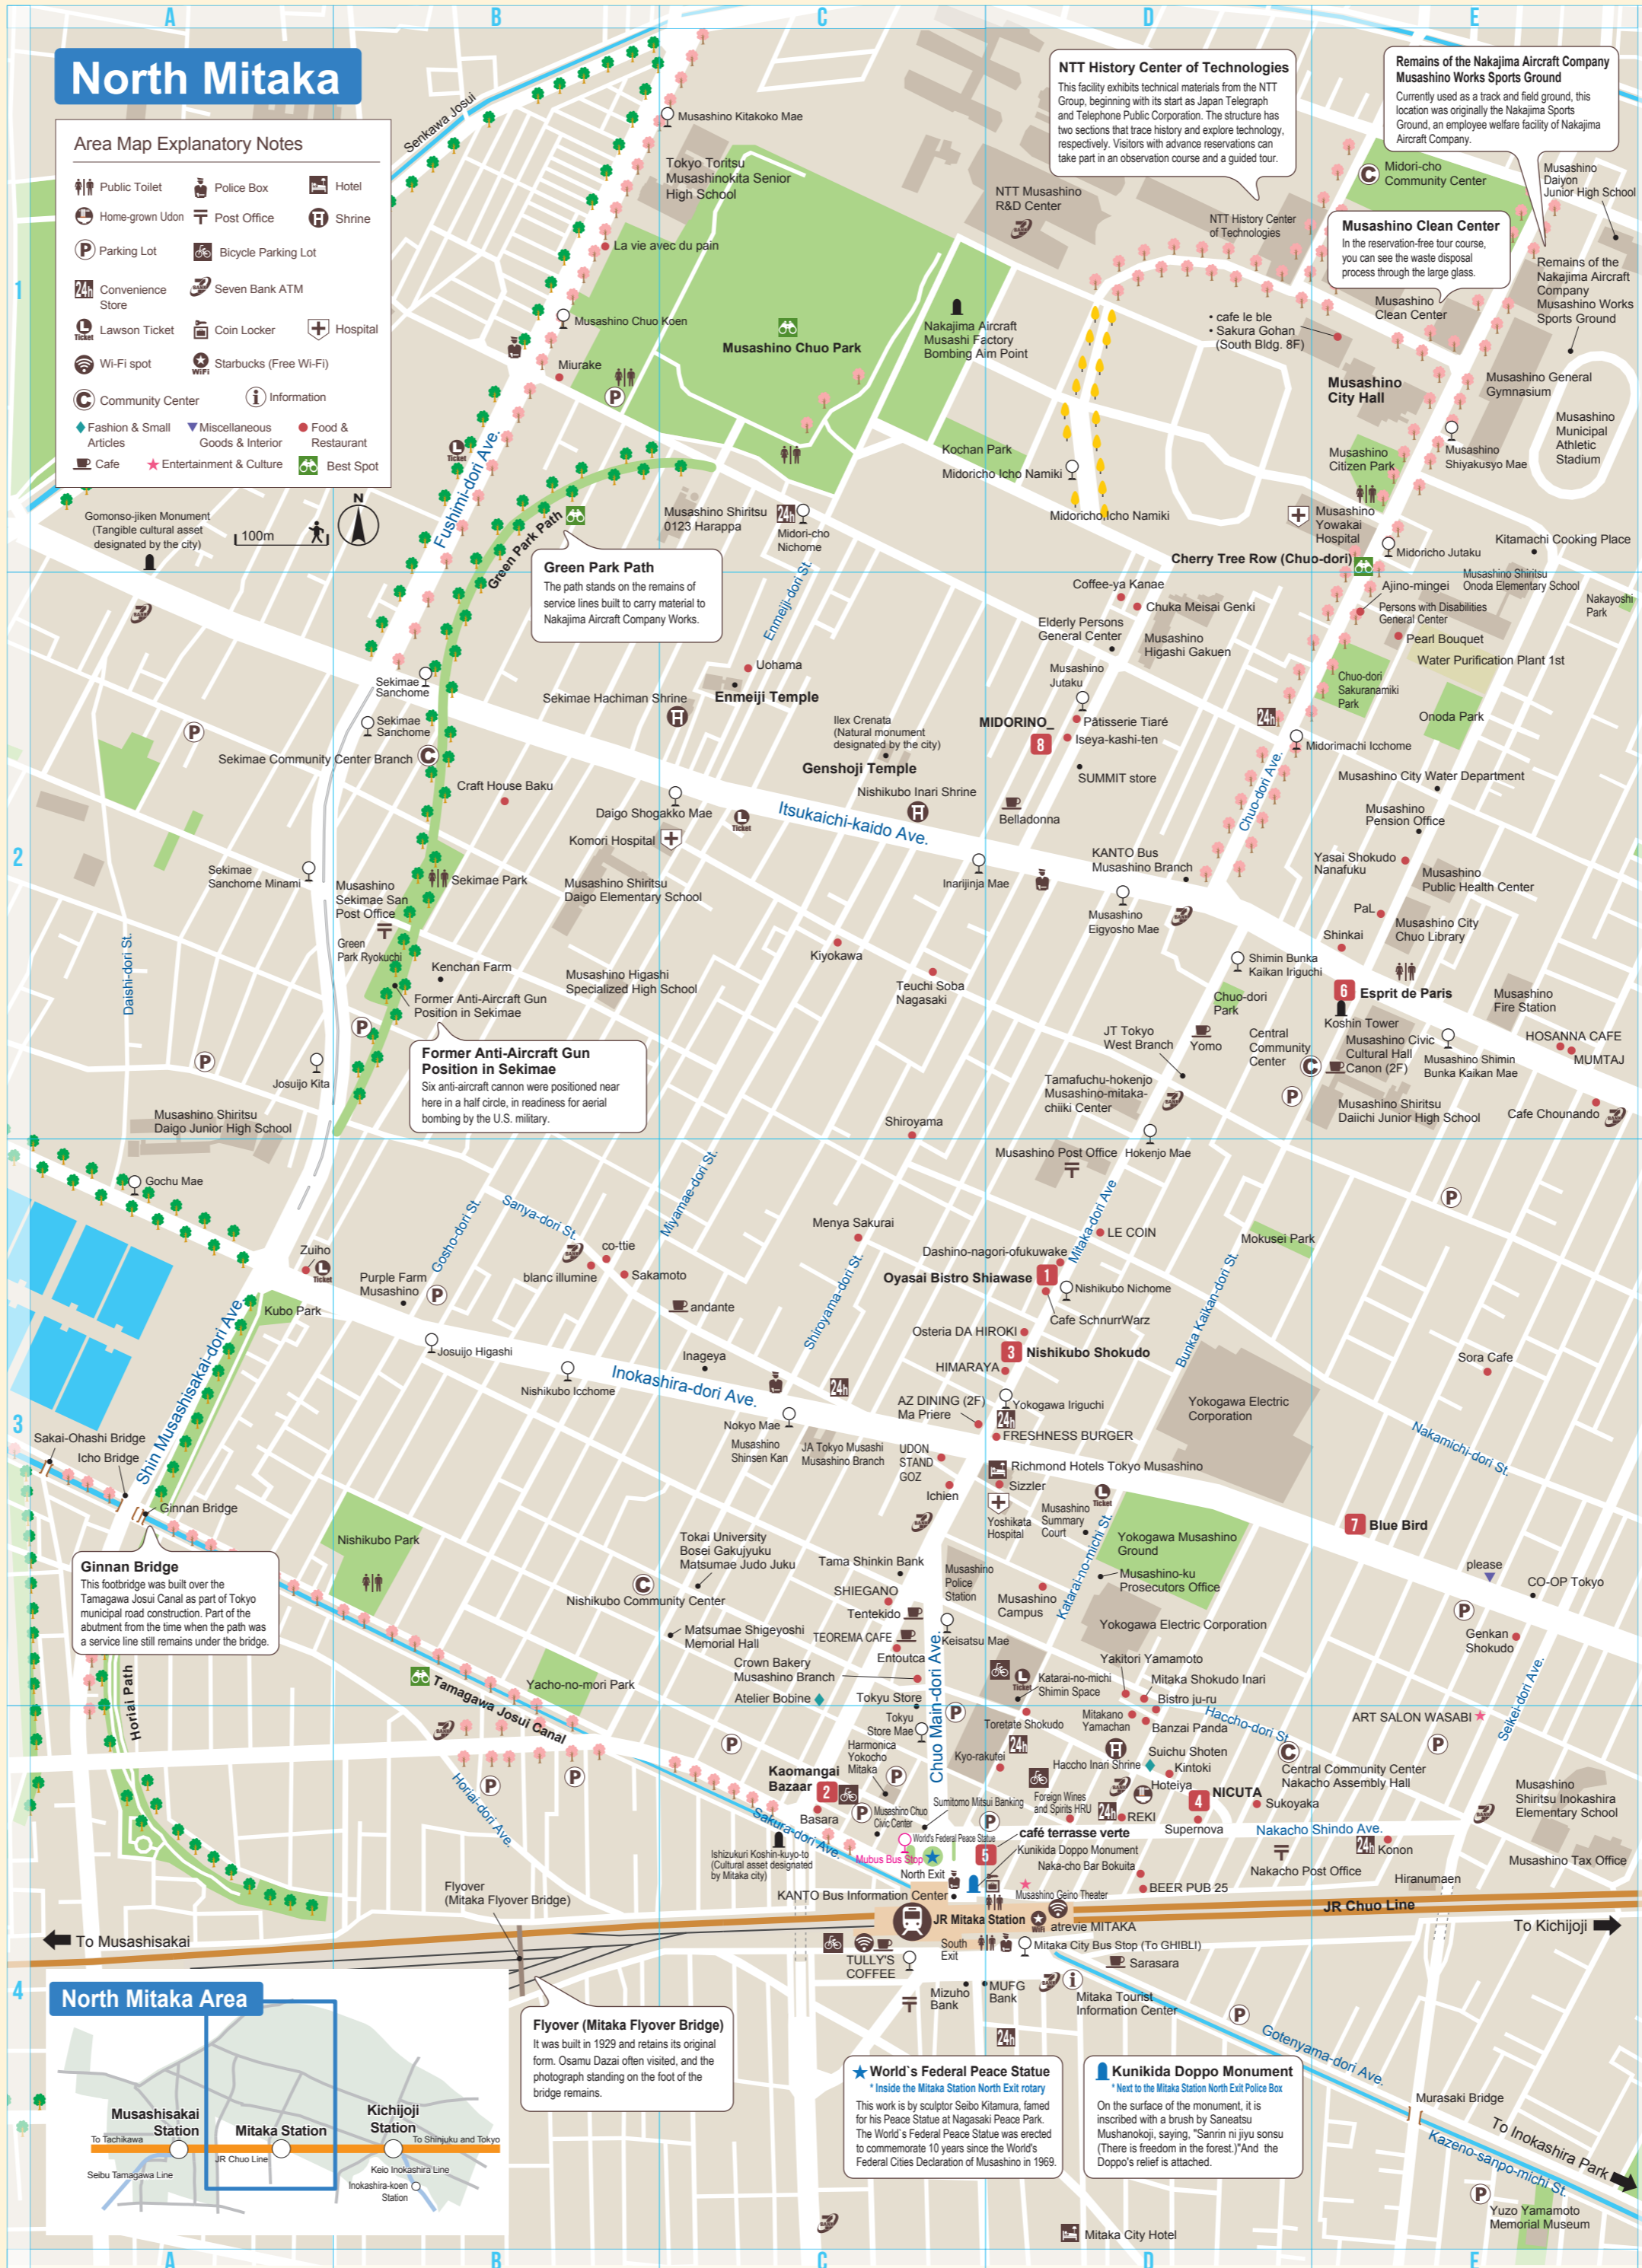 A
B
C
D
E
North Mitaka
Area Map Explanatory Notes
Public Toilet
Police Box
Hotel
Home-grown Udon
Post Office
Shrine
Parking Lot
Bicycle Parking Lot
24h Convenience
Store
Seven Bank ATM
Lawson Ticket
Coin Locker
Hospital
Wi-Fi spot
Starbucks (Free Wi-Fi)
Community Center
Information
Fashion & Small
Articles
Miscellaneous
Goods & Interior
Food &
Restaurant
Cafe
Entertainment & Culture
Best Spot
Senkawa Josui
Musashino Kitakoko Mae
Tokyo Toritsu
Musashinokita Senior
High School
La vie avec du pain
NTT History Center of Technologies
This facility exhibits technical materials from the NTT
Group, beginning with its start as Japan Telegraph
and Telephone Public Corporation. The structure has
two sections that trace history and explore technology,
respectively. Visitors with advance reservations can
take part in an observation course and a guided tour.
Remains of the Nakajima Aircraft Company
Musashino Works Sports Ground
Currently used as a track and field ground, this
location was originally the Nakajima Sports
Ground, an employee welfare facility of Nakajima
Aircraft Company.
Midori-cho
Community Center
Musashino
Daiyon
Junior High School
NTT Musashino
R&D Center
NTT History Center
of Technologies
Musashino Clean Center
In the reservation-free tour course,
you can see the waste disposal
process through the large glass.
Remains of the
Nakajima Aircraft
Company
Musashino Works
Sports Ground
Musashino
Clean Center
1
Musashino Chuo Koen
Miurake
Musashino Chuo Park
Nakajima Aircraft
Musashi Factory
Bombing Aim Point
• cafe le ble
• Sakura Gohan
(South Bldg. 8F)
Musashino
City Hall
Musashino General
Gymnasium
Musashino
Municipal
Athletic
Stadium
Kochan Park
Midoricho Icho Namiki
Midoricho Icho Namiki
Musashino
Citizen Park
Musashino
Shiyakusyo Mae
Fushimi-dori Ave.
Gomonso-jiken Monument
(Tangible cultural asset
designated by the city)
100m
N
Green Park Path
Musashino Shiritsu
0123 Harappa
24h
Midori-cho
Nichome
Musashino
Yowakai
Hospital
Midoricho Jutaku
Kitamachi Cooking Place
Cherry Tree Row (Chuo-dori)
Green Park Path
The path stands on the remains of
service lines built to carry material to
Nakajima Aircraft Company Works.
Enmeiji-dori St.
Coffee-ya Kanae
Chuka Meisai Genki
Elderly Persons
General Center
Musashino
Higashi Gakuen
Ajino-mingei
Musashino Shiritsu
Onoda Elementary School
Persons with Disabilities
General Center
Nakayoshi
Park
Pearl Bouquet
Water Purification Plant 1st
Sekimae
Sanchome
Sekimae
Sanchome
Uohama
Enmeiji Temple
Sekimae Hachiman Shrine
Musashino
Jutaku
Chuo-dori
Sakuranamiki
Park
Onoda Park
MIDORINO_
8
Pâtisserie Tiaré
Iseya-kashi-ten
24h
Ilex Crenata
(Natural monument
designated by the city)
Genshoji Temple
Midorimachi Icchome
Sekimae Community Center Branch
SUMMIT store
Musashino City Water Department
Craft House Baku
Daigo Shogakko Mae
Nishikubo Inari Shrine
Belladonna
Chuo-dori Ave.
Musashino
Pension Office
Itsukaichi-kaido Ave.
Komori Hospital
2
Sekimae
Sanchome Minami
Musashino
Sekimae San
Post Office
Sekimae Park
Musashino Shiritsu
Daigo Elementary School
Inarijinja Mae
KANTO Bus
Musashino Branch
Yasai Shokudo
Nanafuku
Musashino
Public Health Center
Musashino
Eigyosho Mae
PaL
Shinkai
Musashino City
Chuo Library
Daishi-dori St.
Green
Park Ryokuchi
Kenchan Farm
Musashino Higashi
Specialized High School
Kiyokawa
Teuchi Soba
Nagasaki
Shimin Bunka
Kaikan Iriguchi
Former Anti-Aircraft Gun
Position in Sekimae
6
Esprit de Paris
Koshin Tower
Musashino
Fire Station
Chuo-dori
Park
JT Tokyo
West Branch
Yomo
Central
Community
Center
Musashino Civic
Cultural Hall
Canon (2F)
Musashino Shimin
Bunka Kaikan Mae
HOSANNA CAFE
MUMTAJ
Former Anti-Aircraft Gun
Position in Sekimae
Six anti-aircraft cannon were positioned near
here in a half circle, in readiness for aerial
bombing by the U.S. military.
Josuijo Kita
Tamafuchu-hokenjo
Musashino-mitaka-
chiiki Center
Musashino Shiritsu
Daiichi Junior High School
Cafe Chounando
Musashino Shiritsu
Daigo Junior High School
Shiroyama
Musashino Post Office
Hokenjo Mae
Gochu Mae
Miyamae-dori St.
Sanya-dori St.
Gosho-dori St.
Menya Sakurai
Mitaka-dori Ave
LE COIN
Mokusei Park
Zuiho
co-ttie
blanc illumine
Sakamoto
Dashino-nagori-ofukuwake
Oyasai Bistro Shiawase
1
Nishikubo Nichome
Purple Farm
Musashino
Kubo Park
andante
Shiroyama-dori St.
Cafe SchnurrWarz
Bunka Kaikan-dori St.
Shin Musashisakai-dori Ave.
Josuijo Higashi
Osteria DA HIROKI
3
Nishikubo Shokudo
HIMARAYA
Inageya
Nishikubo Icchome
Inokashira-dori Ave.
24h
Sora Cafe
3
Nokyo Mae
AZ DINING (2F)
Ma Priere
Yokogawa Iriguchi
24h
FRESHNESS BURGER
Yokogawa Electric
Corporation
Sakai-Ohashi Bridge
Icho Bridge
Musashino
Shinsen Kan
JA Tokyo Musashi
Musashino Branch
UDON
STAND
GOZ
Ichien
Richmond Hotels Tokyo Musashino
Sizzler
Nakamichi-dori St.
Ginnan Bridge
Yoshikata
Hospital
Musashino
Summary
Court
7
Blue Bird
Nishikubo Park
Tokai University
Bosei Gakujyuku
Matsumae Judo Juku
Yokogawa Musashino
Ground
Ginnan Bridge
This footbridge was built over the
Tamagawa Josui Canal as part of Tokyo
municipal road construction. Part of the
abutment from the time when the path was
a service line still remains under the bridge.
Tama Shinkin Bank
Musashino
Police
Station
Katarai-no-michi St.
Musashino-ku
Prosecutors Office
please
CO-OP Tokyo
Nishikubo Community Center
SHIEGANO
Tentekido
Musashino
Campus
Matsumae Shigeyoshi
Memorial Hall
TEOREMA CAFE
Keisatsu Mae
Yokogawa Electric Corporation
Genkan
Shokudo
Entoutca
Crown Bakery
Musashino Branch
Yakitori Yamamoto
Katarai-no-michi
Shimin Space
Mitaka Shokudo Inari
Horiai Path
Tamagawa Josui Canal
Yacho-no-mori Park
Atelier Bobine
Tokyu Store
Chuo Main-dori Ave.
Bistro ju-ru
Seikei-dori Ave.
Tokyu
Store Mae
Toretate Shokudo
Mitakano
Yamachan
Banzai Panda
Haccho-dori St.
ART SALON WASABI
Harmonica
Yokocho
Mitaka
Kyo-rakutei
24h
Haccho Inari Shrine
Suichu Shoten
Kintoki
Central Community Center
Nakacho Assembly Hall
Horiai-dori Ave.
Kaomangai
Bazaar
2
Basara
Sumitomo Mitsui Banking
Foreign Wines
and Spirits HRU
Hoteiya
4
NICUTA
Sukoyaka
Musashino
Shiritsu Inokashira
Elementary School
24h
REKI
Supernova
Sakura-dori Ave.
Musashino Chuo
Civic Center
World's Federal Peace Statue
café terrasse verte
5
Nakacho Shindo Ave.
24h
Konon
Ishizukuri Koshin-kuyo-to
(Cultural asset designated
by Mitaka city)
Mubus Bus Stop
North Exit
Kunikida Doppo Monument
Naka-cho Bar Bokuita
Nakacho Post Office
Musashino Tax Office
Hiranumaen
Flyover
(Mitaka Flyover Bridge)
KANTO Bus Information Center
Musashino Geino Theater
BEER PUB 25
JR Chuo Line
JR Mitaka Station
atrevie MITAKA
To Kichijoji
To Musashisakai
South
Exit
Mitaka City Bus Stop (To GHIBLI)
TULLY'S
COFFEE
Sarasara
4
Mizuho
Bank
MUFG
Bank
Mitaka Tourist
Information Center
24h
North Mitaka Area
Flyover (Mitaka Flyover Bridge)
It was built in 1929 and retains its original
form. Osamu Dazai often visited, and the
photograph standing on the foot of the
bridge remains.
Gotenyama-dori Ave.
World`s Federal Peace Statue
* Inside the Mitaka Station North Exit rotary
This work is by sculptor Seibo Kitamura, famed
for his Peace Statue at Nagasaki Peace Park.
The World`s Federal Peace Statue was erected
to commemorate 10 years since the World's
Federal Cities Declaration of Musashino in 1969.
Kunikida Doppo Monument
* Next to the Mitaka Station North Exit Police Box
On the surface of the monument, it is
inscribed with a brush by Saneatsu
Mushanokoji, saying, "Sanrin ni jiyu sonsu
(There is freedom in the forest.)"And the
Doppo's relief is attached.
Murasaki Bridge
To Inokashira Park
Kazeno-sanpo-michi St.
Musashisakai
Station
Mitaka Station
Kichijoji
Station
To Tachikawa
JR Chuo Line
To Shinjuku and Tokyo
Seibu Tamagawa Line
Keio Inokashira Line
Inokashira-koen
Station
Yuzo Yamamoto
Memorial Museum
Mitaka City Hotel
A
B
C
D
E